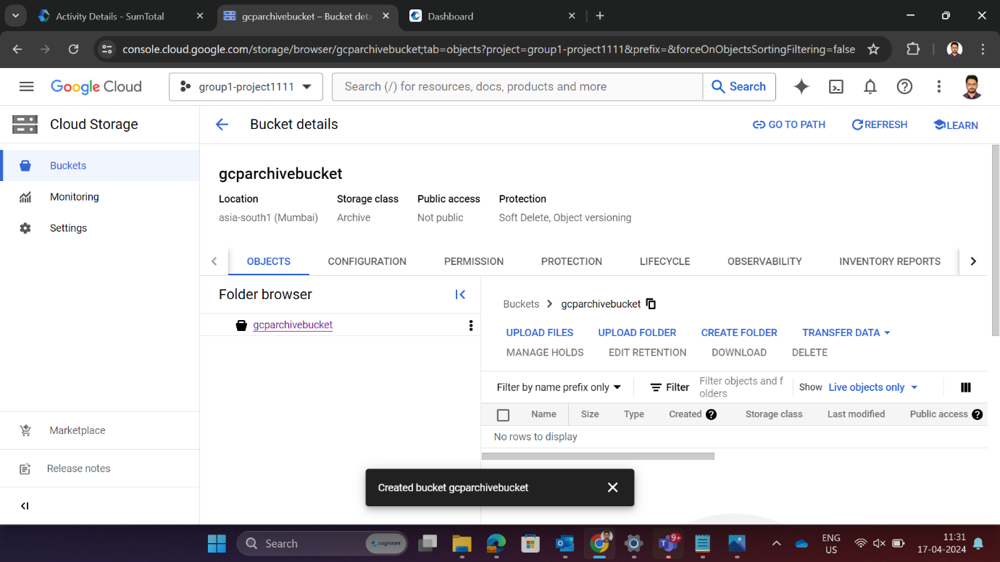 Activity Details - SumTotal
gcparchivebucket – Bucket deta
Dashboard
console.cloud.google.com/storage/browser/gcparchivebucket;tab=objects?project=group1-project1111&prefix=&forceOnObjectsSortingFiltering=false
Google Cloud
group1-project1111
Search (/) for resources, docs, products and more
Search
Cloud Storage
Bucket details
GO TO PATH
REFRESH
LEARN
Buckets
Monitoring
Settings
Marketplace
Release notes
gcparchivebucket
Location
Storage class
Public access
Protection
asia-south1 (Mumbai)
Archive
Not public
Soft Delete, Object versioning
OBJECTS
CONFIGURATION
PERMISSION
PROTECTION
LIFECYCLE
OBSERVABILITY
INVENTORY REPORTS
Folder browser
gcparchivebucket
Buckets > gcparchivebucket
UPLOAD FILES
UPLOAD FOLDER
CREATE FOLDER
TRANSFER DATA
MANAGE HOLDS
EDIT RETENTION
DOWNLOAD
DELETE
Filter by name prefix only
Filter
Filter objects and f
olders
Show
Live objects only
Name
Size
Type
Created
Storage class
Last modified
Public access
No rows to display
Created bucket gcparchivebucket
Search
cognizant
9+
ENG
US
11:31
17-04-2024